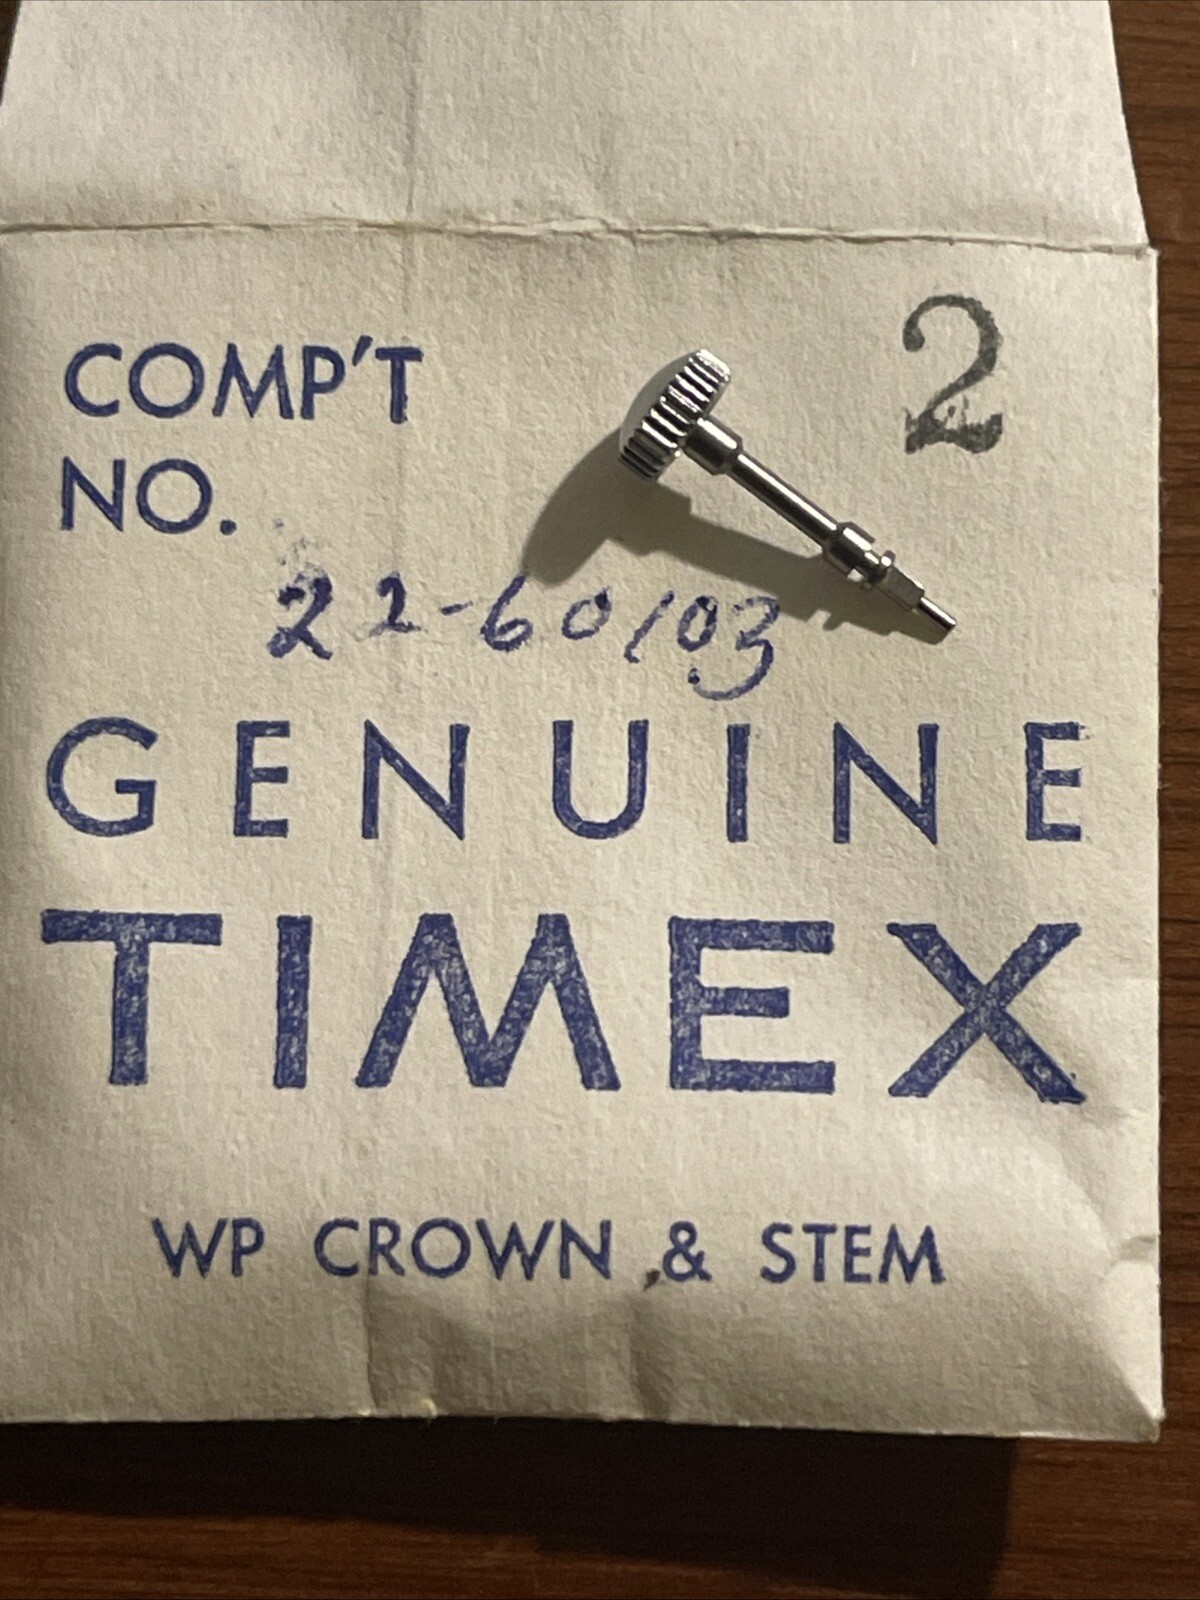 2
COMP'T
NO.
22-60103
GENUINE
TIMEX
WP CROWN & STEM